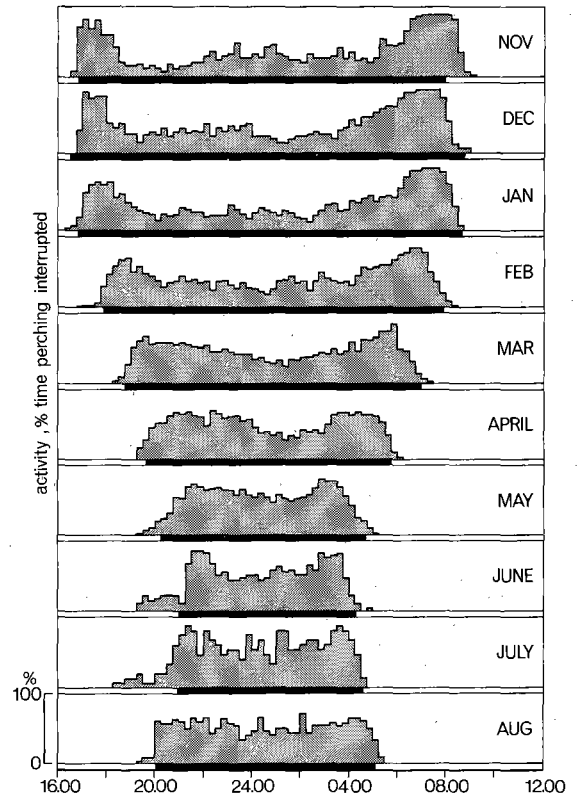 NOV
DEC
JAN
FEB
MAR
APRIL
MAY
JUNE
JULY
AUG
activity, % time perching interrupted
%
100
0
16.00 20.00 24.00 04.00 08.00 12.00